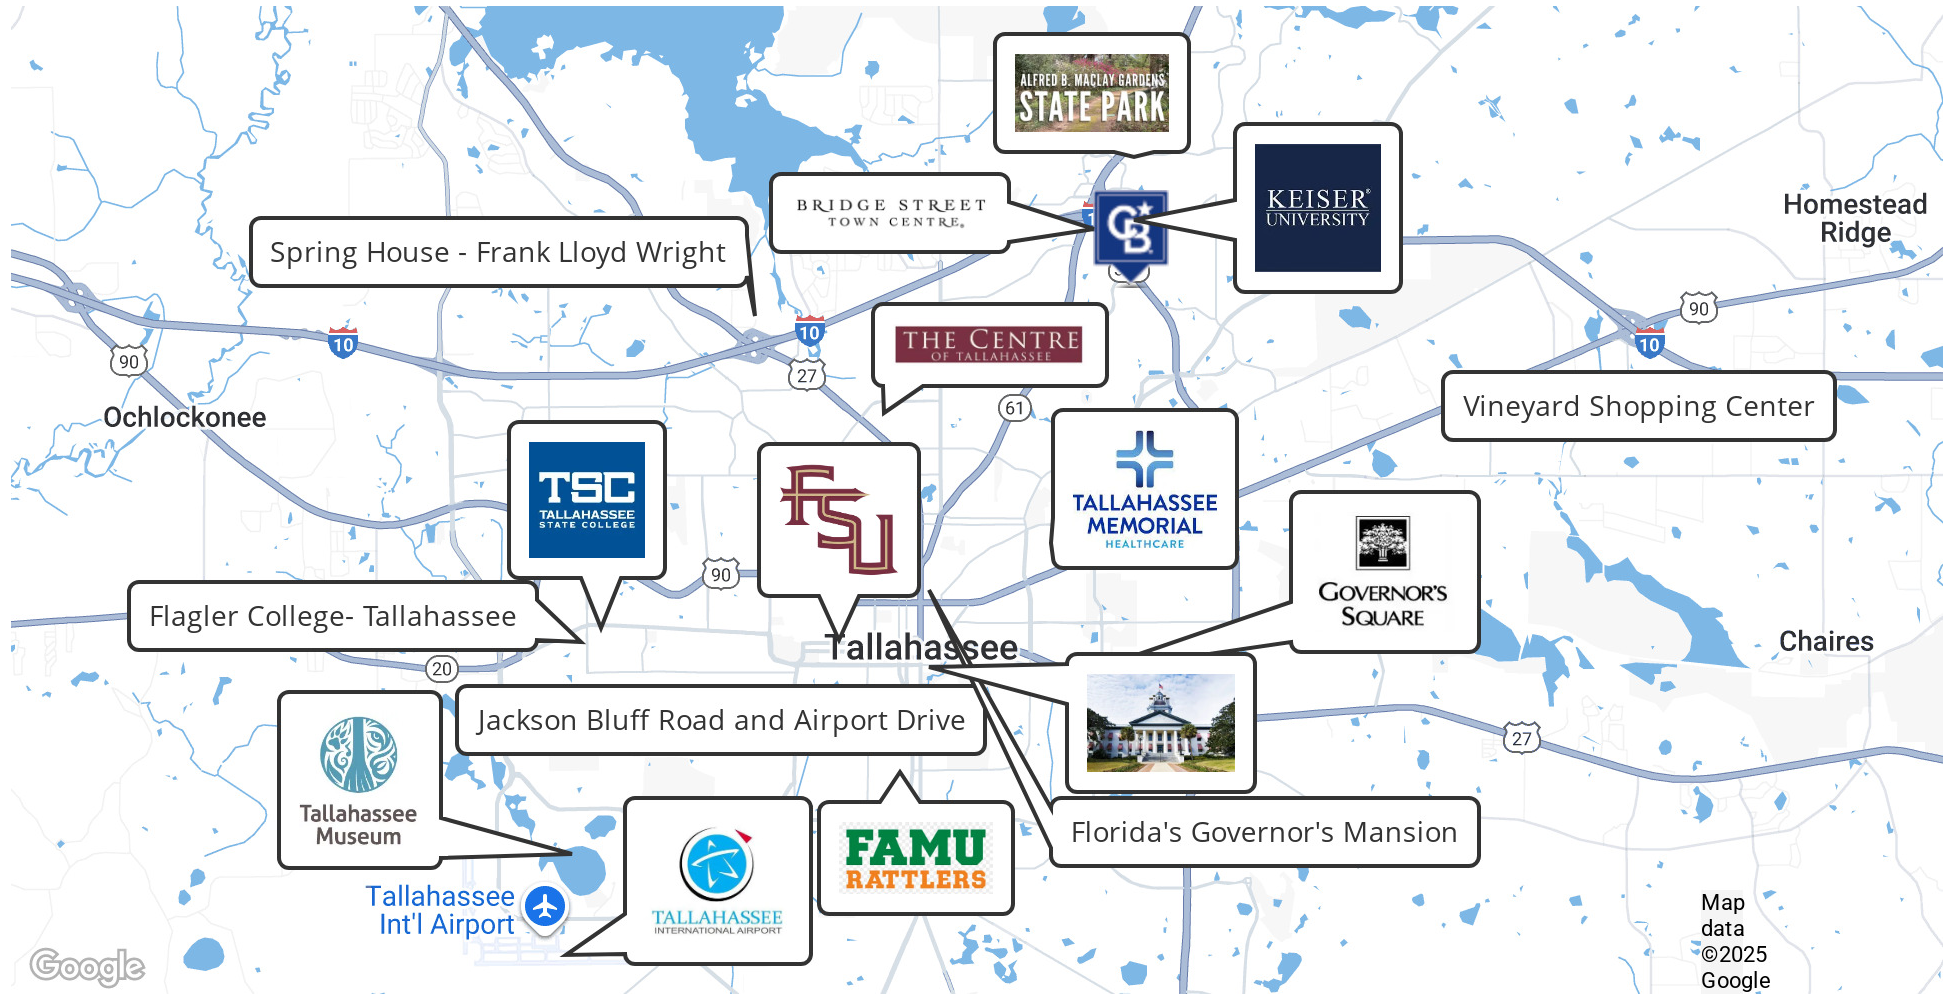 ALFRED B. MACLAY GARDENS
STATE PARK
BRIDGE STREET
TOWN CENTRE®
KEISER®
UNIVERSITY
CB
Homestead
Ridge
Spring House - Frank Lloyd Wright
90
10
10
27
THE CENTRE
OF TALLAHASSEE
90
10
61
Ochlockonee
Vineyard Shopping Center
TSC
TALLAHASSEE
STATE COLLEGE
FSU
TALLAHASSEE
MEMORIAL
HEALTHCARE
90
GOVERNOR'S
SQUARE
Flagler College- Tallahassee
Tallahassee
Chaires
20
Jackson Bluff Road and Airport Drive
27
Tallahassee
Museum
Florida's Governor's Mansion
FAMU
RATTLERS
TALLAHASSEE
INTERNATIONAL AIRPORT
Tallahassee
Int'l Airport
Google
Map
data
©2025
Google